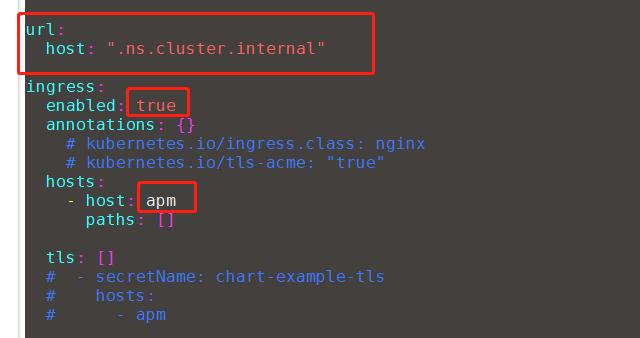 url:
  host: ".ns.cluster.internal"
ingress:
  enabled: true
  annotations: {}
    # kubernetes.io/ingress.class: nginx
    # kubernetes.io/tls-acme: "true"
  hosts:
    - host: apm
      paths: []
  tls: []
  #  - secretName: chart-example-tls
  #    hosts:
  #      - apm